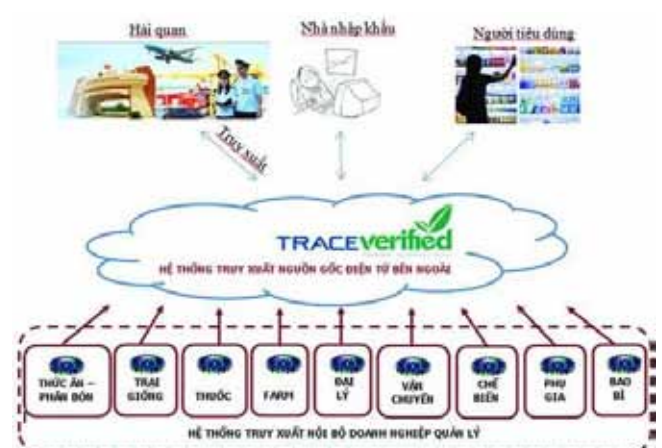 Hải quan
Nhà nhập khẩu
Người tiêu dùng
Truy xuất
TRACEverified
HỆ THỐNG TRUY XUẤT NGUỒN GỐC ĐIỆN TỬ BÊN NGOÀI
THỨC ĂN – PHÂN BÓN
TRẠI GIỐNG
THUỐC
FARM
ĐẠI LÝ
VẬN CHUYỂN
CHẾ BIẾN
PHỤ GIA
BAO BÌ
HỆ THỐNG TRUY XUẤT NỘI BỘ DOANH NGHIỆP QUẢN LÝ